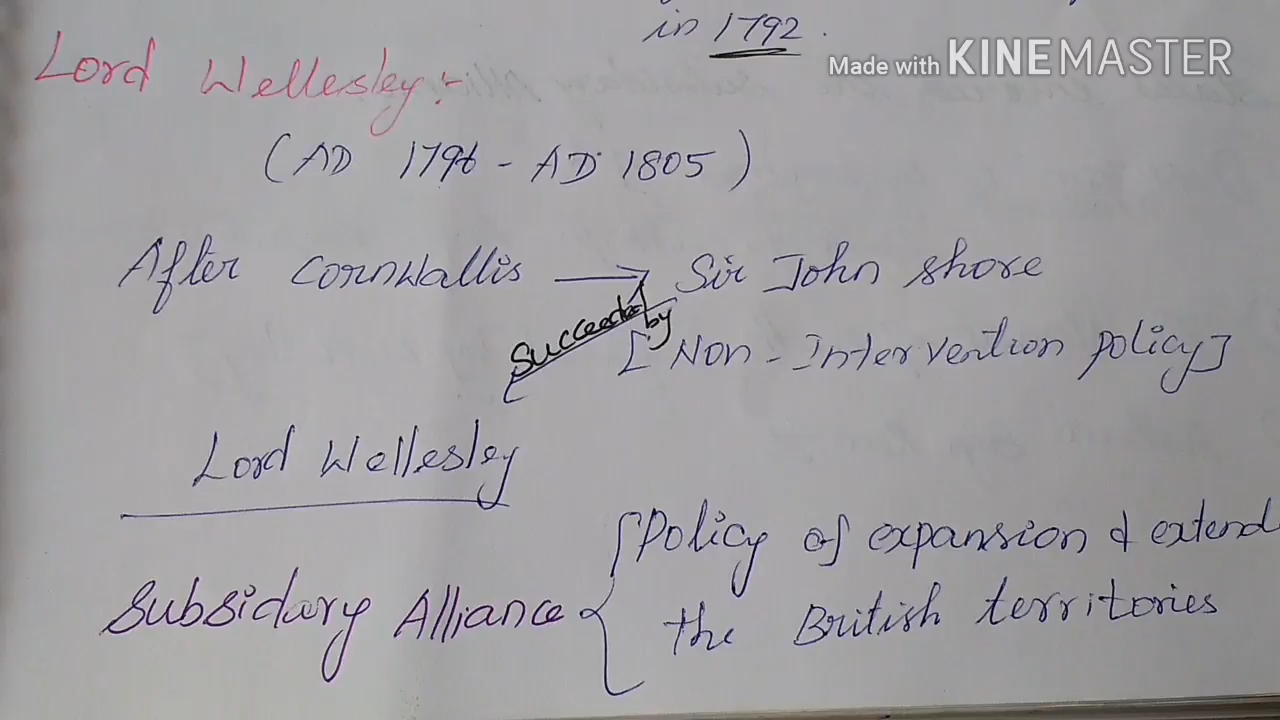 in 1792.
Made with KINEMASTER
Lord Wellesley:-
(AD 1796 - AD 1805)
After cornwallis → Sir John shore
Succeeded by
[Non-Intervention policy]
Lord Wellesley
Subsidary Alliance { Policy of expansion & extend
the British territories